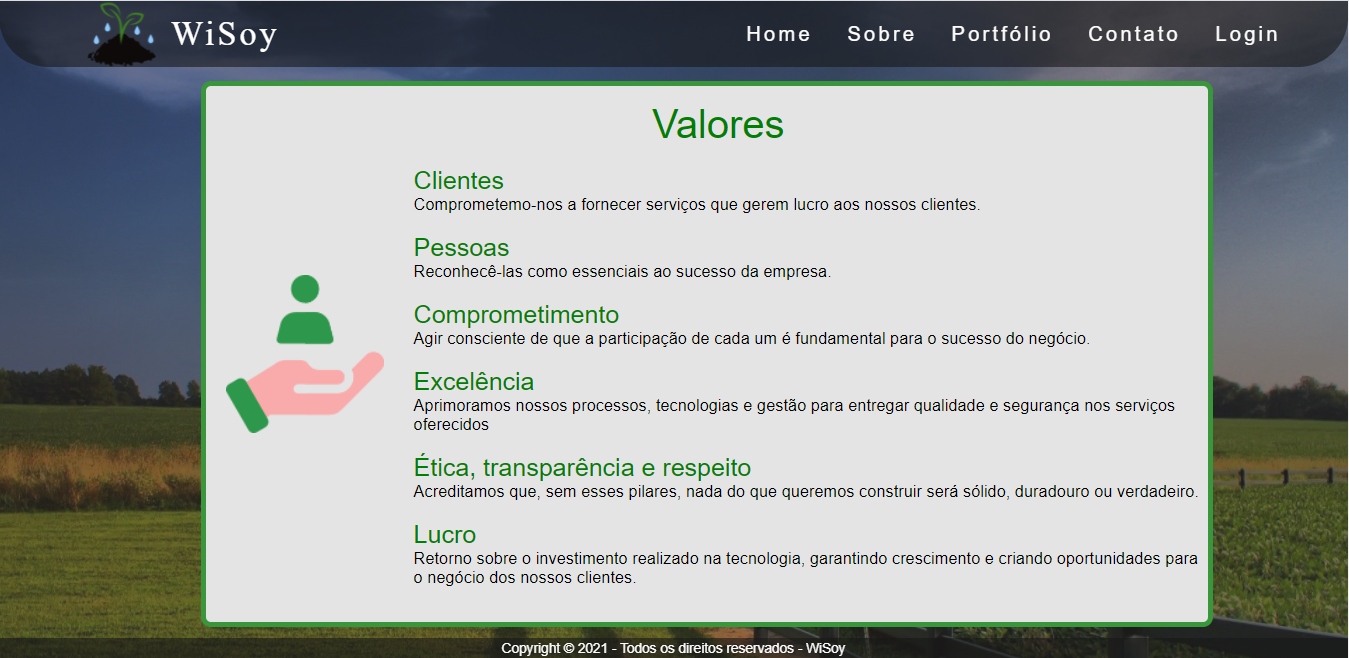 WiSoy
Home Sobre Portfólio Contato Login
Valores
Clientes
Comprometemo-nos a fornecer serviços que gerem lucro aos nossos clientes.
Pessoas
Reconhecê-las como essenciais ao sucesso da empresa.
Comprometimento
Agir consciente de que a participação de cada um é fundamental para o sucesso do negócio.
Excelência
Aprimoramos nossos processos, tecnologias e gestão para entregar qualidade e segurança nos serviços
oferecidos
Ética, transparência e respeito
Acreditamos que, sem esses pilares, nada do que queremos construir será sólido, duradouro ou verdadeiro.
Lucro
Retorno sobre o investimento realizado na tecnologia, garantindo crescimento e criando oportunidades para
o negócio dos nossos clientes.
Copyright © 2021 - Todos os direitos reservados - WiSoy